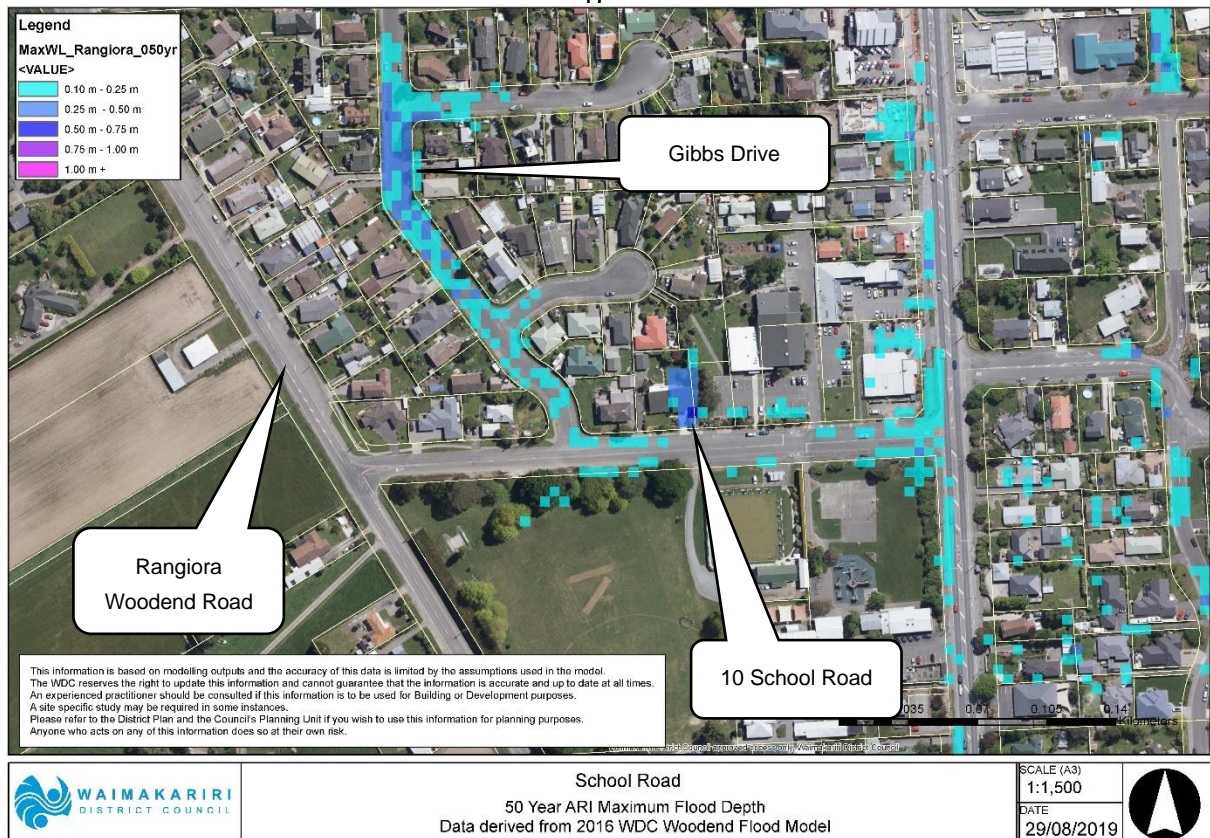 Legend
MaxWL_Rangiora_050yr
<VALUE>
0.10 m - 0.25 m
0.25 m - 0.50 m
0.50 m - 0.75 m
0.75 m - 1.00 m
1.00 m +
Gibbs Drive
Rangiora
Woodend Road
10 School Road
0.07 0.105 0.14
Kilometers
This information is based on modelling outputs and the accuracy of this data is limited by the assumptions used in the model.
The WDC reserves the right to update this information and cannot guarantee that the information is accurate and up to date at all times.
An experienced practitioner should be consulted if this information is to be used for Building or Development purposes.
A site specific study may be required in some instances.
Please refer to the District Plan and the Council's Planning Unit if you wish to use this information for planning purposes.
Anyone who acts on any of this information does so at their own risk.
WAIMAKARIRI
DISTRICT COUNCIL
School Road
50 Year ARI Maximum Flood Depth
Data derived from 2016 WDC Woodend Flood Model
SCALE (A3)
1:1,500
DATE
29/08/2019